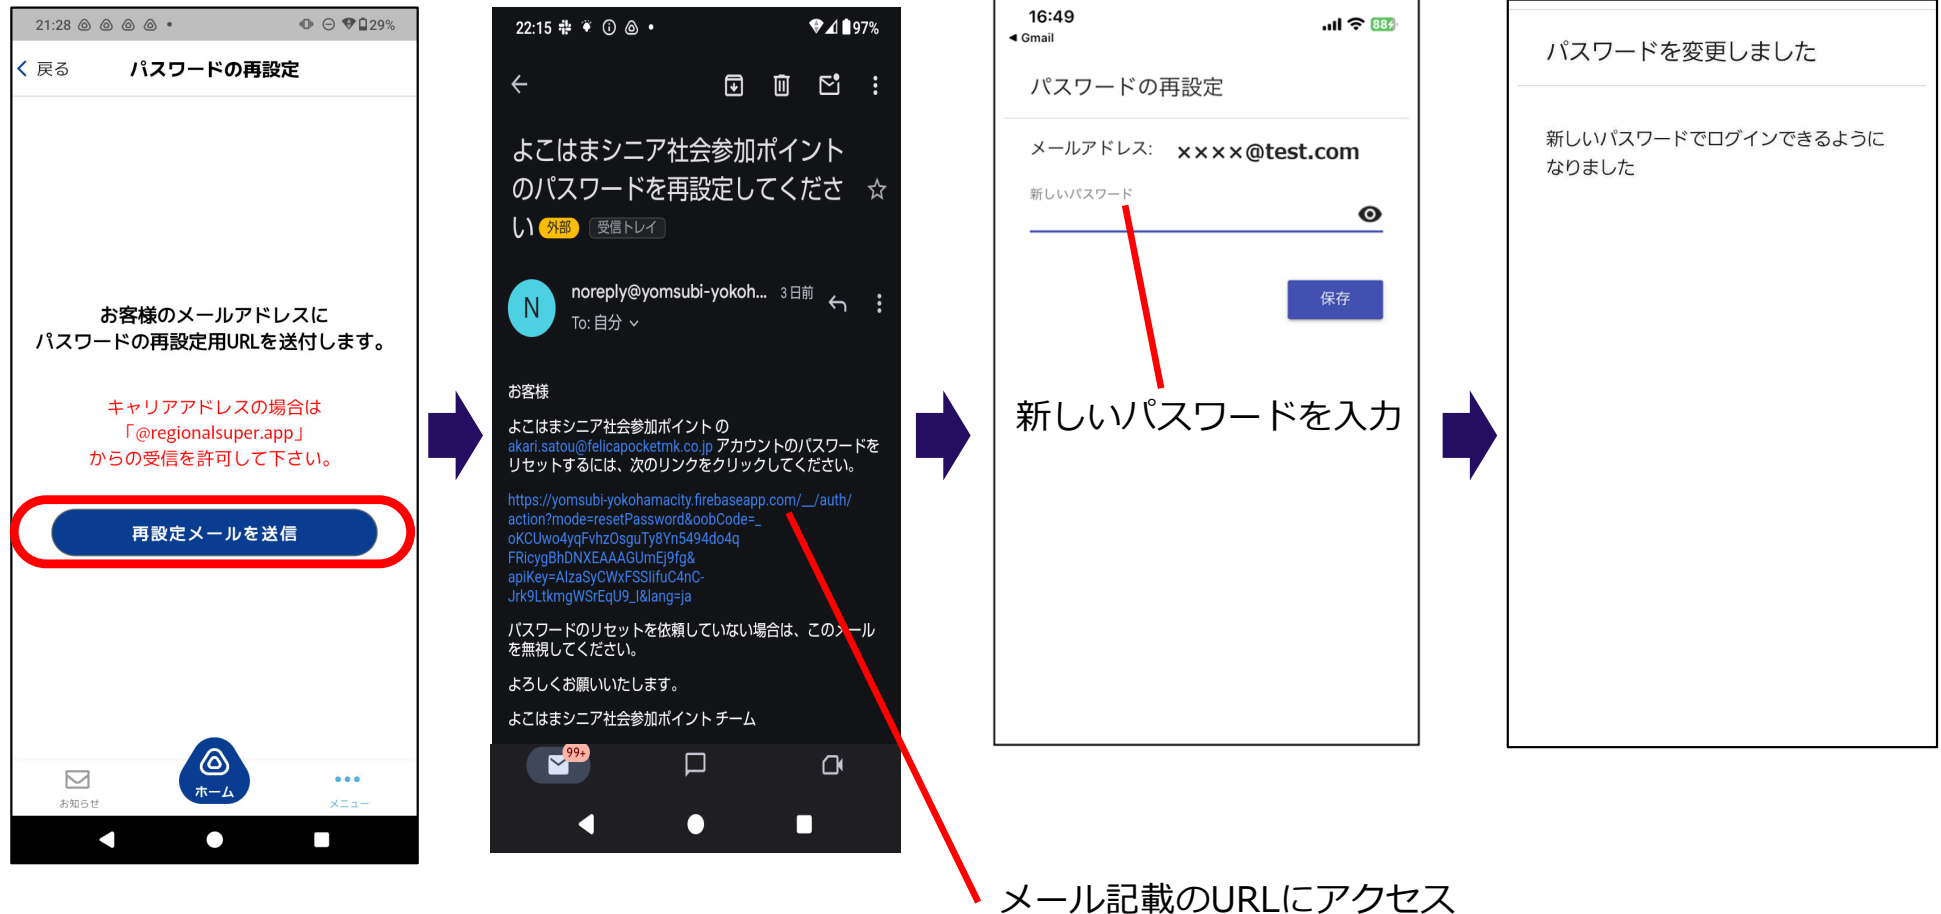 21:28
29%
戻る
パスワードの再設定
お客様のメールアドレスに
パスワードの再設定用URLを送付します。
キャリアアドレスの場合は
「@regionalsuper.app」
からの受信を許可して下さい。
再設定メールを送信
お知らせ
ホーム
メニュー
22:15
97%
よこはまシニア社会参加ポイント
のパスワードを再設定してくださ
い 外部 受信トレイ
N
noreply@yomsubi-yokoh... 3日前
To: 自分
お客様
よこはまシニア社会参加ポイント の
akari.satou@felicapocketmk.co.jp アカウントのパスワードを
リセットするには、次のリンクをクリックしてください。
https://yomsubi-yokohamacity.firebaseapp.com/__/auth/
action?mode=resetPassword&oobCode=_
oKCUwo4yqFvhzOsguTy8Yn5494do4q
FRicygBhDNXEAAAGUmEj9fg&
apiKey=AIzaSyCWxFSSIifuC4nC-
Jrk9LtkmgWSrEqU9_I&lang=ja
パスワードのリセットを依頼していない場合は、このメール
を無視してください。
よろしくお願いいたします。
よこはまシニア社会参加ポイント チーム
99+
16:49
88
Gmail
パスワードの再設定
メールアドレス: ××××@test.com
新しいパスワード
保存
新しいパスワードを入力
パスワードを変更しました
新しいパスワードでログインできるように
なりました
メール記載のURLにアクセス